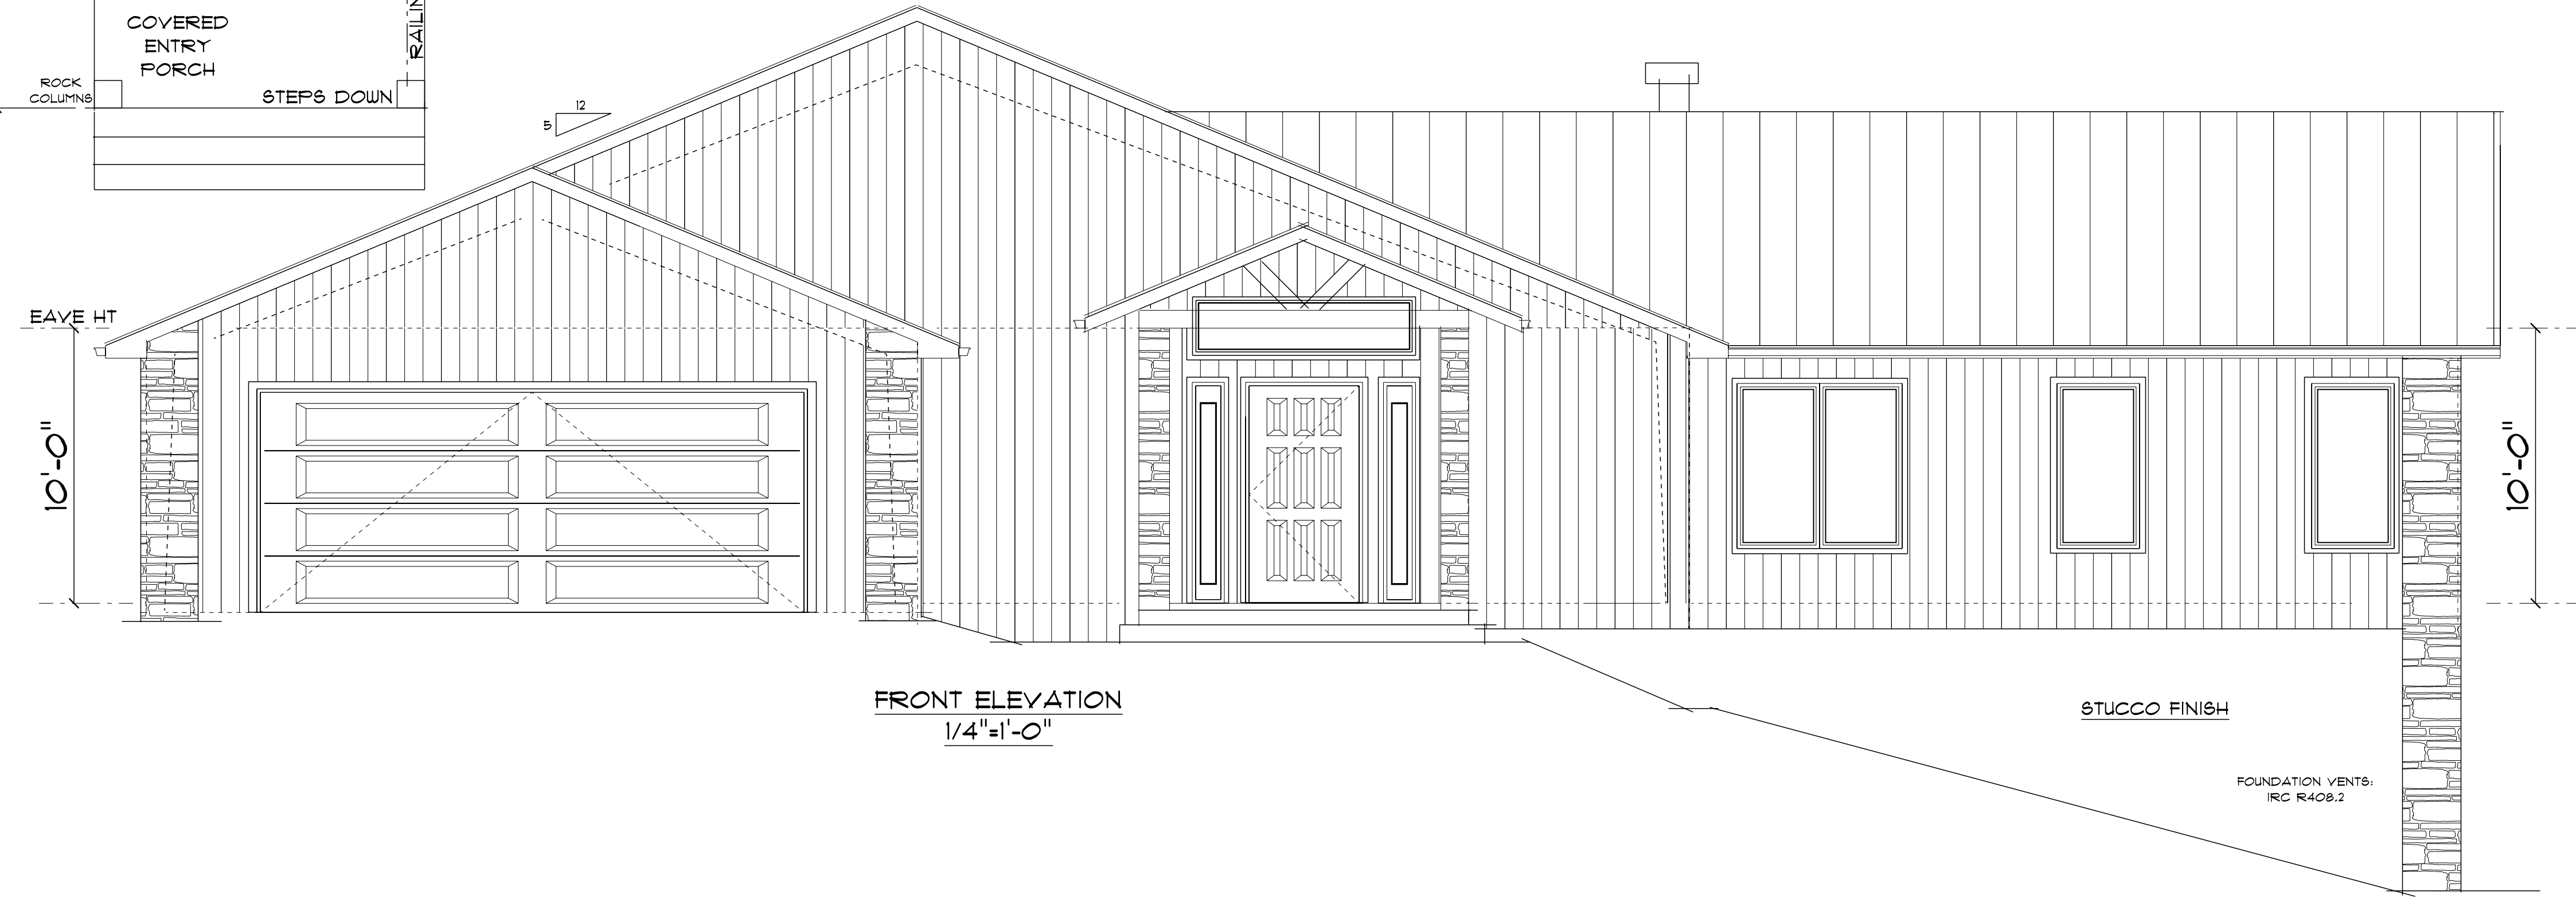 COVERED
ENTRY
PORCH
RAILIN
ROCK
COLUMNS
STEPS DOWN
12
5
EAVE HT
10'-0"
10'-0"
FRONT ELEVATION
1/4"=1'-0"
STUCCO FINISH
FOUNDATION VENTS:
IRC R408.2